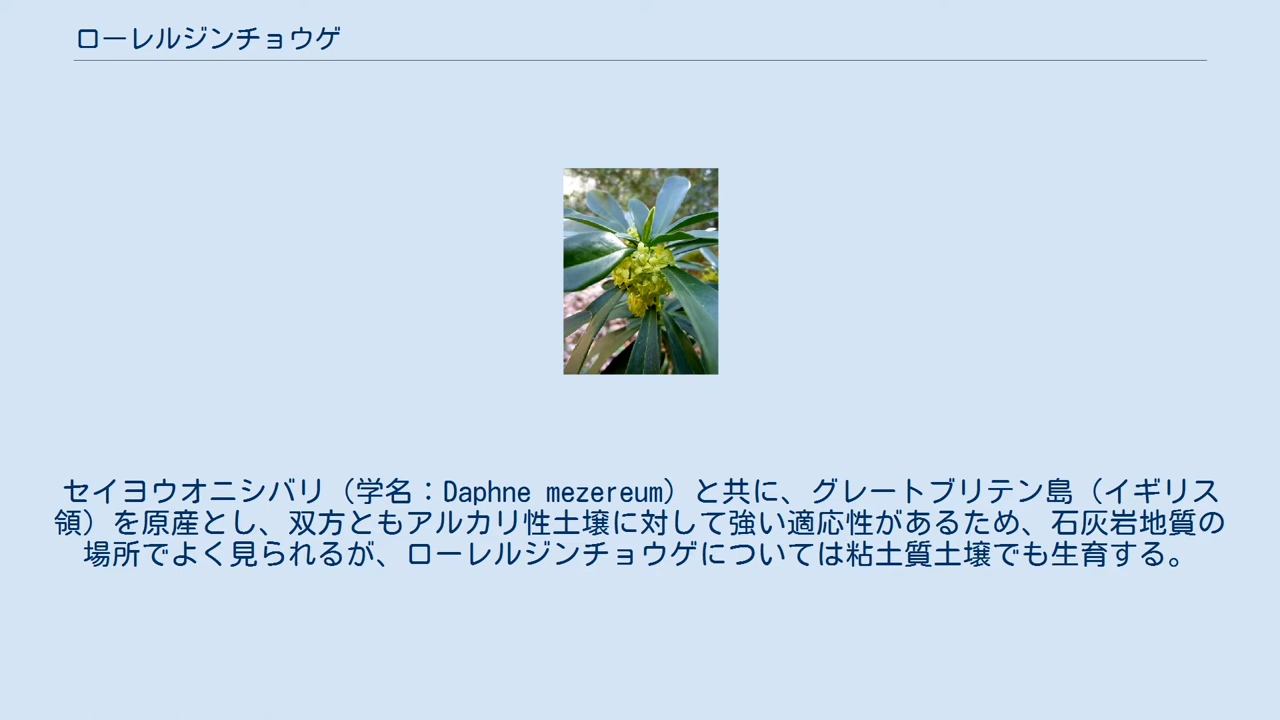 ローレルジンチョウゲ
セイヨウオニシバリ（学名：Daphne mezereum）と共に、グレートブリテン島（イギリス
領）を原産とし、双方ともアルカリ性土壌に対して強い適応性があるため、石灰岩地質の
場所でよく見られるが、ローレルジンチョウゲについては粘土質土壌でも生育する。